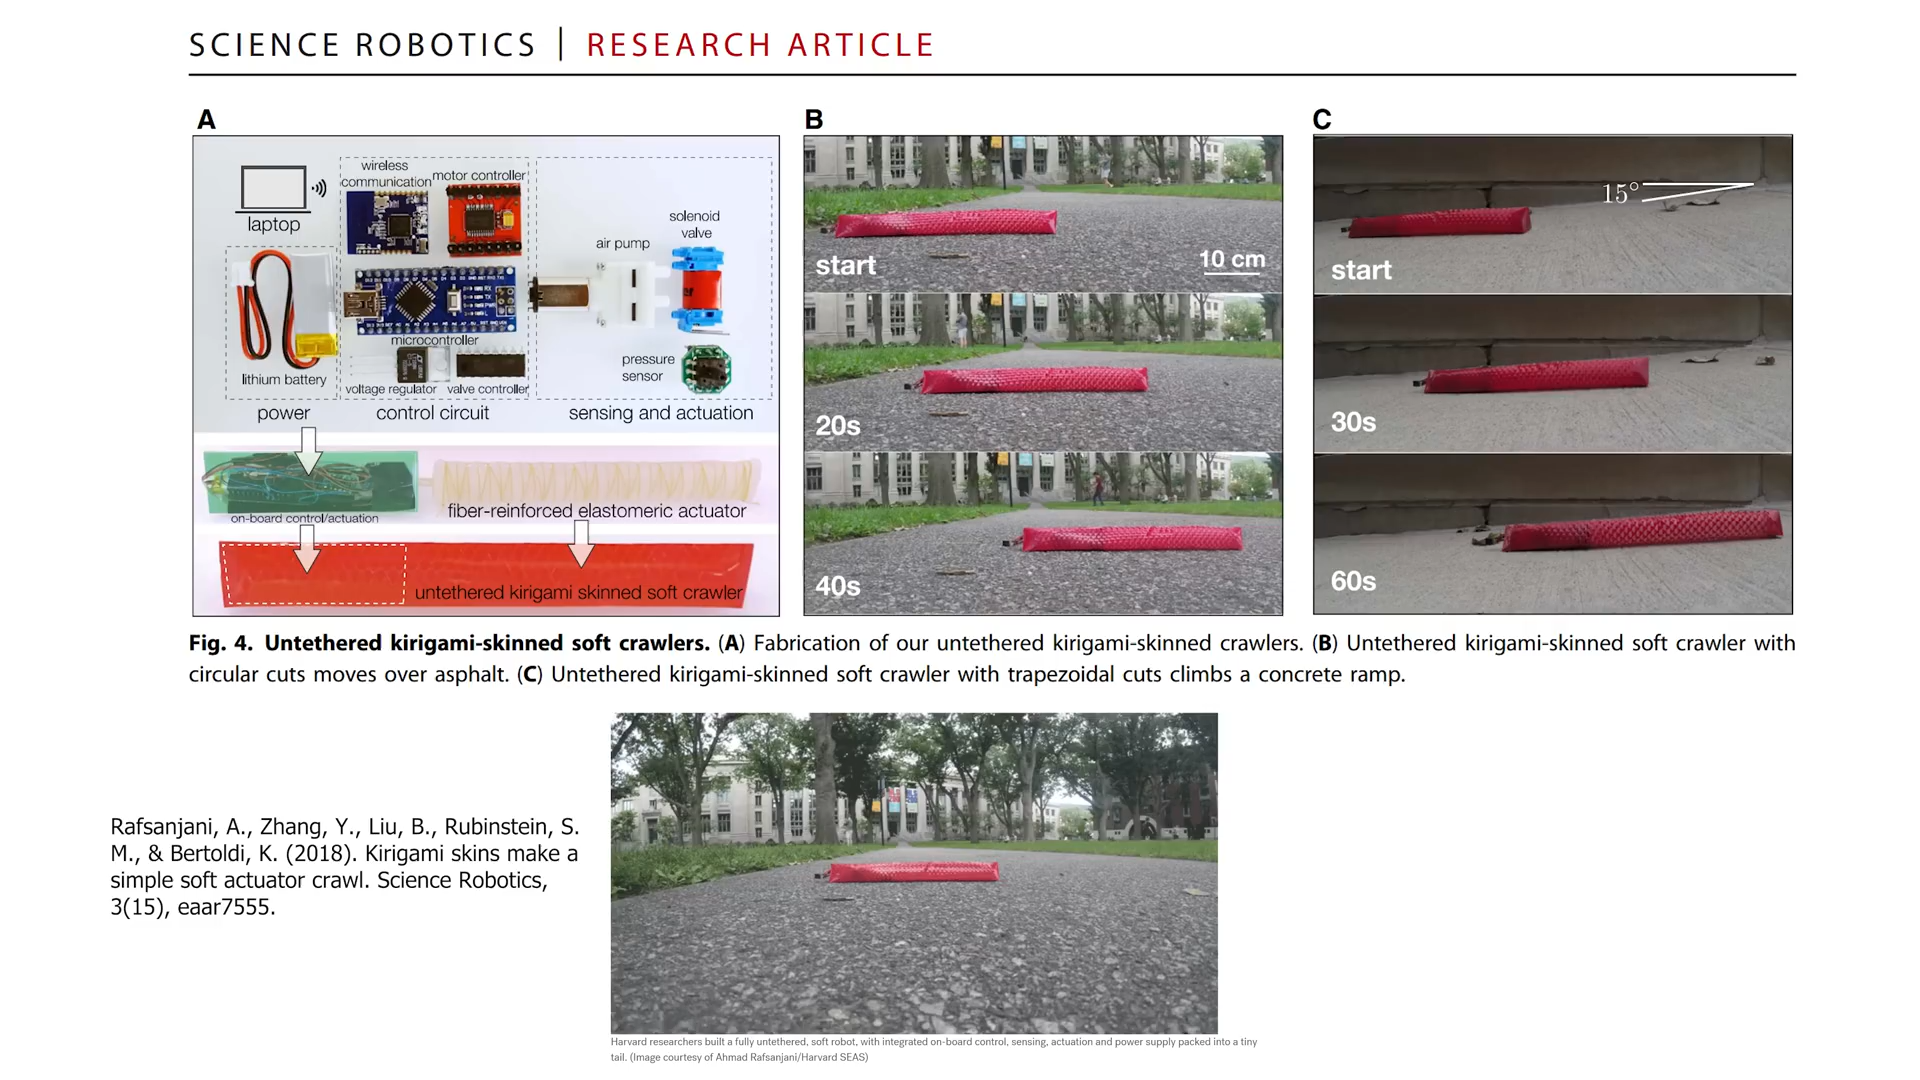 SCIENCE ROBOTICS | RESEARCH ARTICLE
A
wireless
communication
motor controller
laptop
solenoid
valve
air pump
microcontroller
pressure
sensor
lithium battery
voltage regulator
valve controller
power
control circuit
sensing and actuation
fiber-reinforced elastomeric actuator
on-board control/actuation
untethered kirigami skinned soft crawler
B
start
10 cm
20s
40s
C
15°
start
30s
60s
Fig. 4. Untethered kirigami-skinned soft crawlers. (A) Fabrication of our untethered kirigami-skinned crawlers. (B) Untethered kirigami-skinned soft crawler with
circular cuts moves over asphalt. (C) Untethered kirigami-skinned soft crawler with trapezoidal cuts climbs a concrete ramp.
Rafsanjani, A., Zhang, Y., Liu, B., Rubinstein, S.
M., & Bertoldi, K. (2018). Kirigami skins make a
simple soft actuator crawl. Science Robotics,
3(15), eaar7555.
Harvard researchers built a fully untethered, soft robot, with integrated on-board control, sensing, actuation and power supply packed into a tiny
tail. (Image courtesy of Ahmad Rafsanjani/Harvard SEAS)